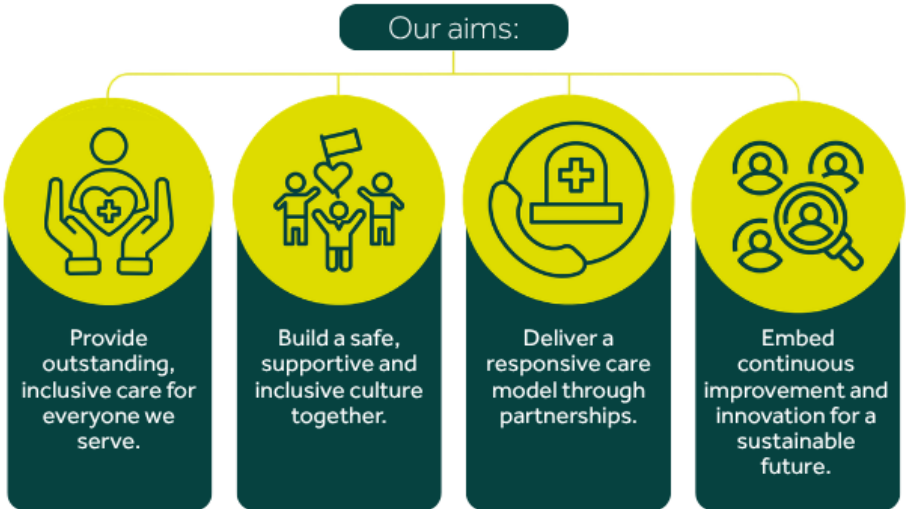 Our aims:
Provide
outstanding,
inclusive care for
everyone we
serve.
Build a safe,
supportive and
inclusive culture
together.
Deliver a
responsive care
model through
partnerships.
Embed
continuous
improvement and
innovation for a
sustainable
future.